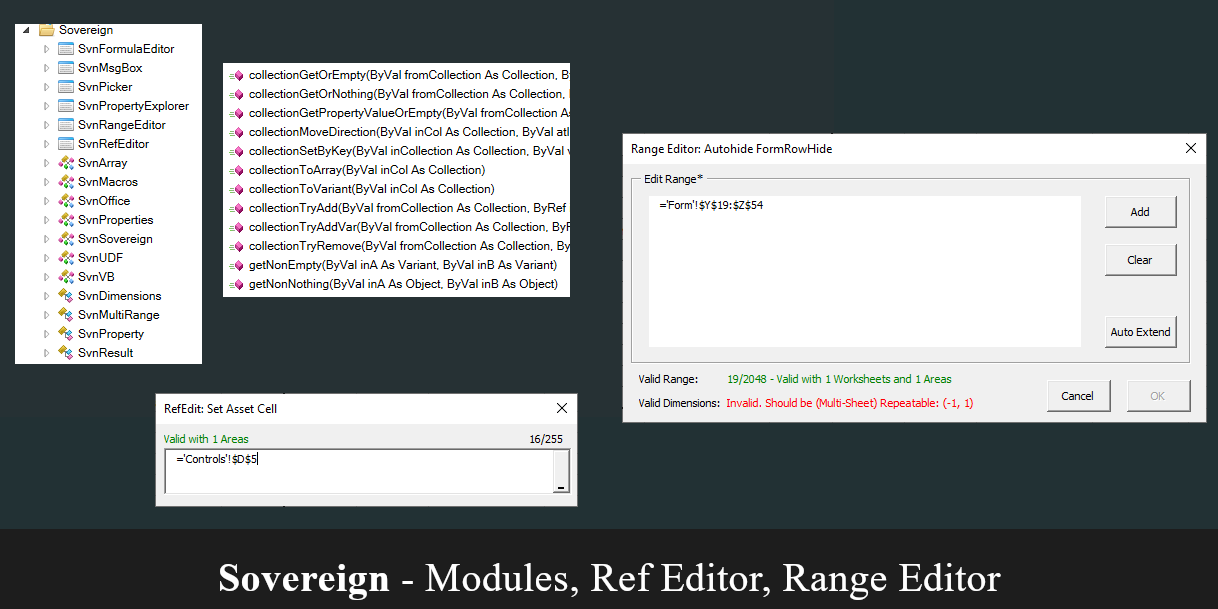 Sovereign
SvnFormulaEditor
SvnMsgBox
SvnPicker
SvnPropertyExplorer
SvnRangeEditor
SvnRefEditor
SvnArray
SvnMacros
SvnOffice
SvnProperties
SvnSovereign
SvnUDF
SvnVB
SvnDimensions
SvnMultiRange
SvnProperty
SvnResult
collectionGetOrEmpty(ByVal fromCollection As Collection, B
collectionGetOrNothing(ByVal fromCollection As Collection,
collectionGetPropertyValueOrEmpty(ByVal fromCollection A
collectionMoveDirection(ByVal inCol As Collection, ByVal atI
collectionSetByKey(ByVal inCollection As Collection, ByVal v
collectionToArray(ByVal inCol As Collection)
collectionToVariant(ByVal inCol As Collection)
collectionTryAdd(ByVal fromCollection As Collection, ByRef
collectionTryAddVar(ByVal fromCollection As Collection, ByF
collectionTryRemove(ByVal fromCollection As Collection, By
getNonEmpty(ByVal inA As Variant, ByVal inB As Variant)
getNonNothing(ByVal inA As Object, ByVal inB As Object)
Range Editor: Autohide FormRowHide
Edit Range*
='Form'!$Y$19:$Z$54
Add
Clear
Auto Extend
Valid Range: 19/2048 - Valid with 1 Worksheets and 1 Areas
Valid Dimensions: Invalid. Should be (Multi-Sheet) Repeatable: (-1, 1)
Cancel
OK
RefEdit: Set Asset Cell
Valid with 1 Areas 16/255
='Controls'!$D$5
Sovereign - Modules, Ref Editor, Range Editor